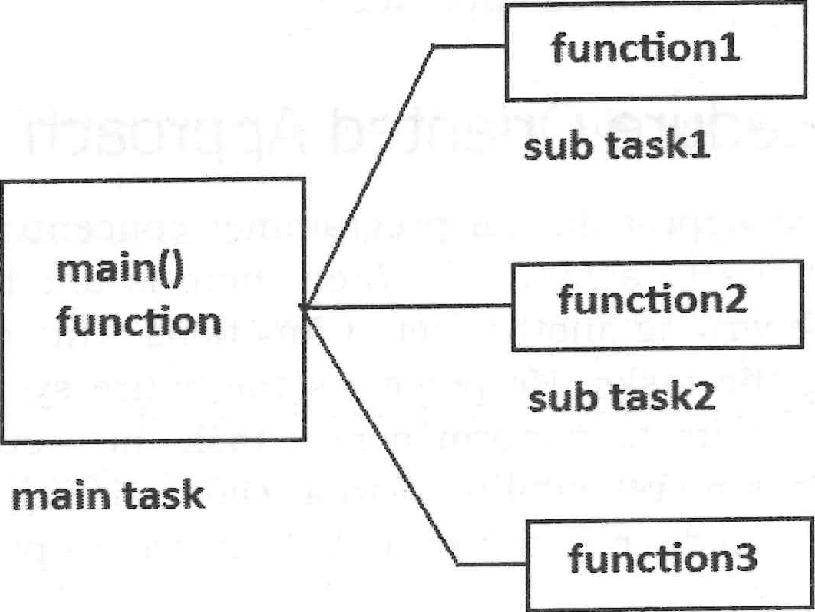 function1
sub task1
main()
function
function2
sub task2
main task
function3